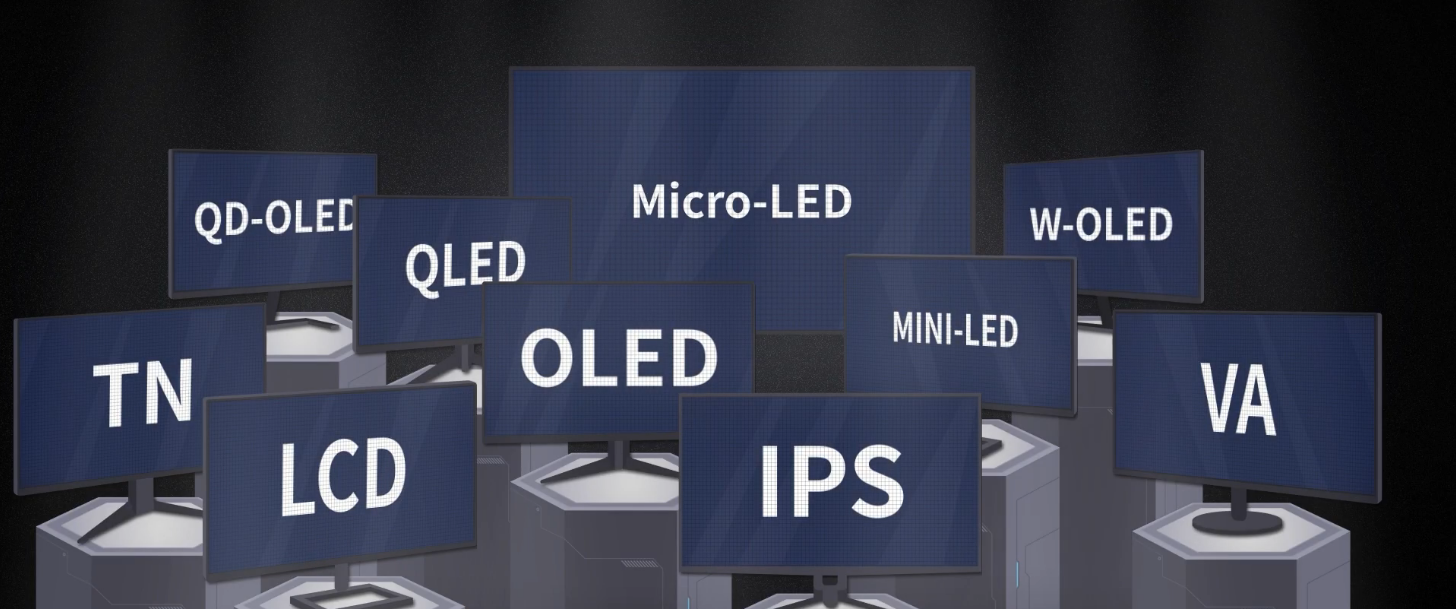 Micro-LED
QD-OLED
W-OLED
QLED
MINI-LED
OLED
TN
VA
LCD
IPS